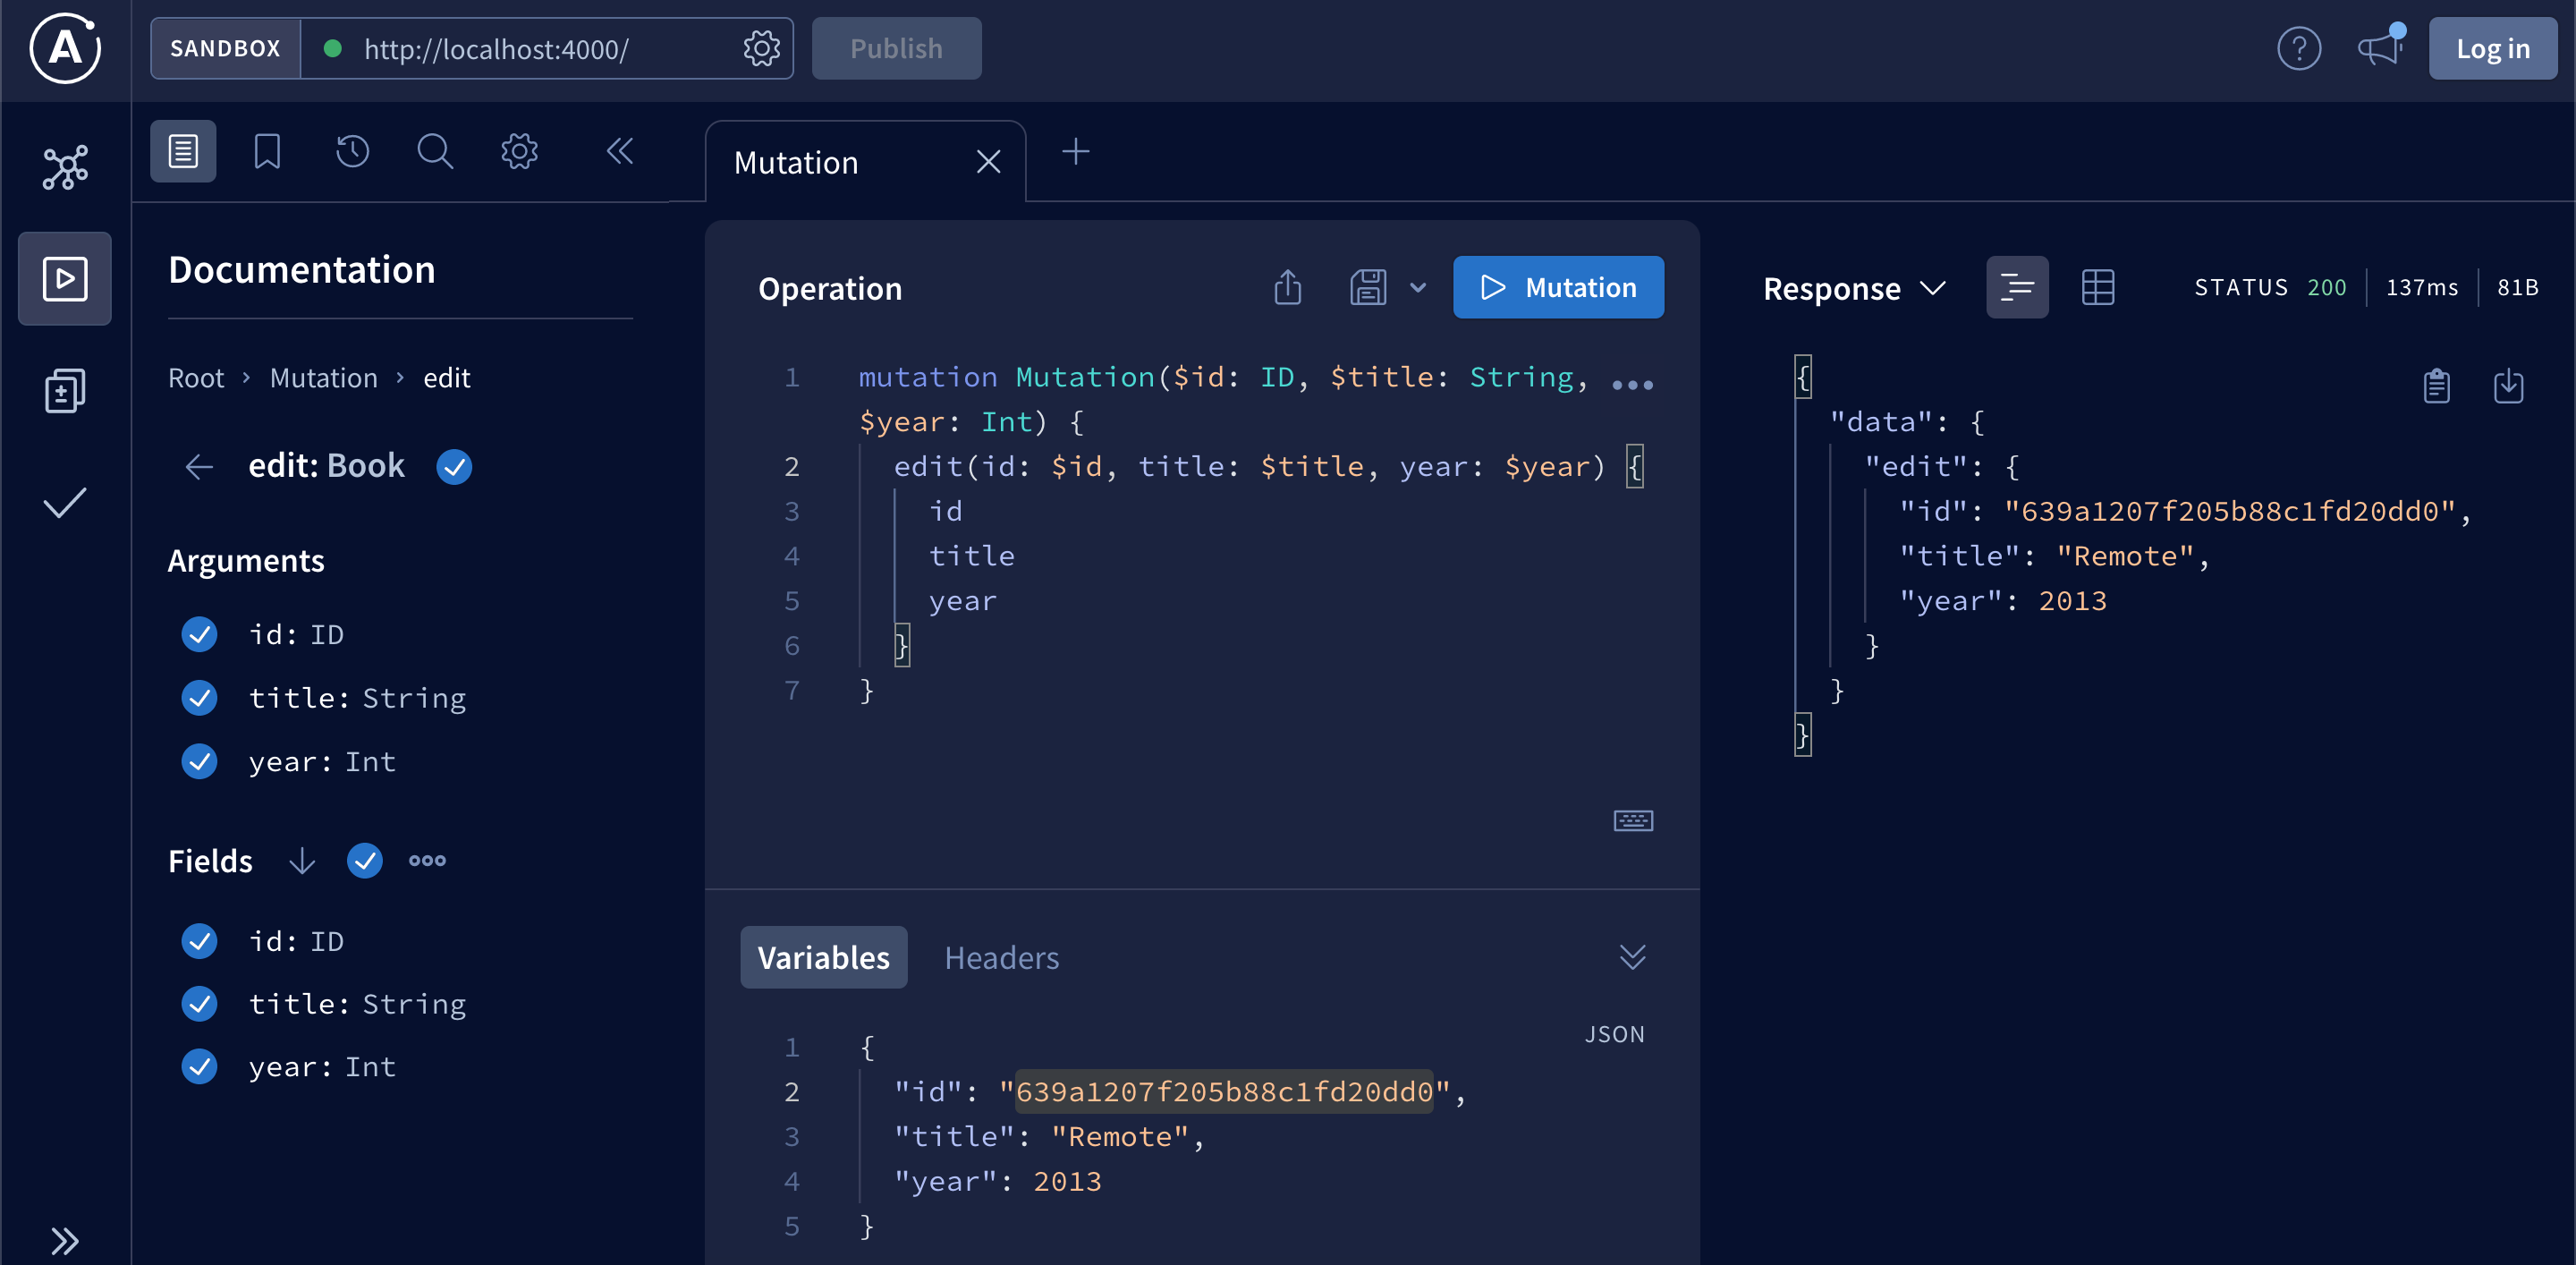 SANDBOX http://localhost:4000/ Publish Log in
Mutation
Documentation
Root › Mutation › edit
edit: Book
Arguments
id: ID
title: String
year: Int
Fields
id: ID
title: String
year: Int
Operation
Mutation
1 mutation Mutation($id: ID, $title: String,
$year: Int) {
2 edit(id: $id, title: $title, year: $year) {
3 id
4 title
5 year
6 }
7 }
Variables Headers
JSON
1 {
2 "id": "639a1207f205b88c1fd20dd0",
3 "title": "Remote",
4 "year": 2013
5 }
Response STATUS 200 137ms 81B
{
"data": {
"edit": {
"id": "639a1207f205b88c1fd20dd0",
"title": "Remote",
"year": 2013
}
}
}